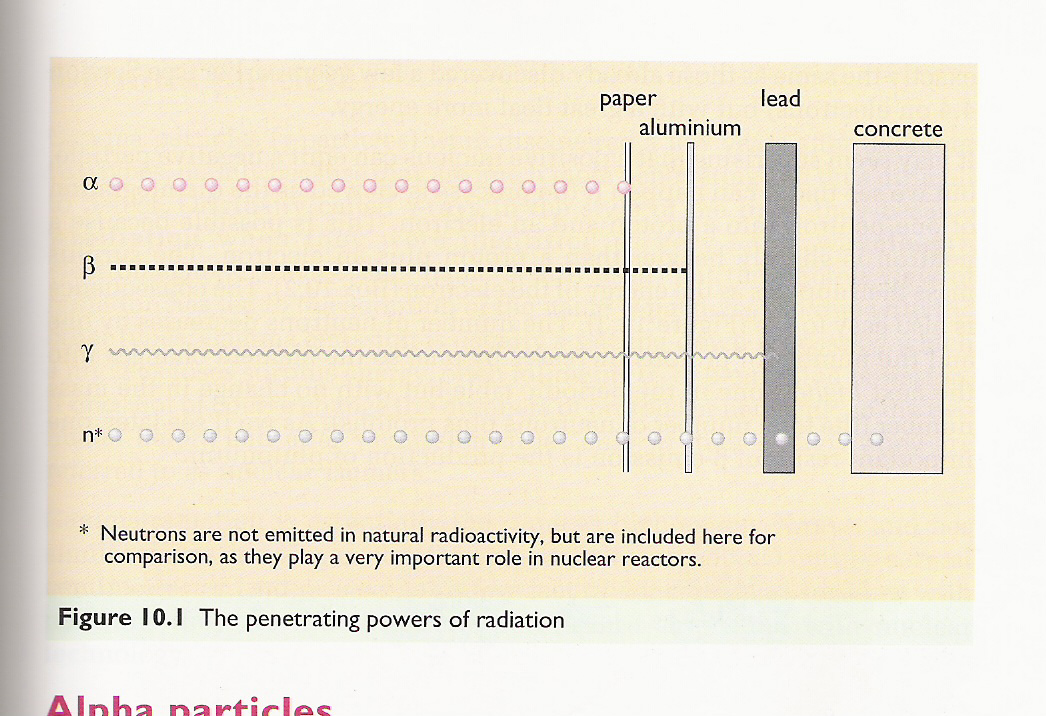 paper
lead
aluminium
concrete
α
β
γ
n*
* Neutrons are not emitted in natural radioactivity, but are included here for
comparison, as they play a very important role in nuclear reactors.
Figure 10.1 The penetrating powers of radiation
Alpha particles